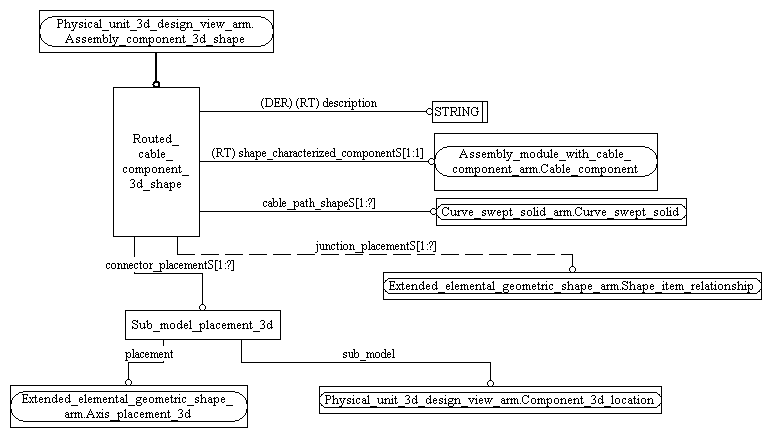 Physical_unit_3d_design_view_arm.
Assembly_component_3d_shape
(DER) (RT) description
STRING
Routed_
cable_
component_
3d_shape
(RT) shape_characterized_componentS[1:1]
Assembly_module_with_cable_
component_arm.Cable_component
cable_path_shapeS[1:?]
Curve_swept_solid_arm.Curve_swept_solid
junction_placementS[1:?]
connector_placementS[1:?]
Extended_elemental_geometric_shape_arm.Shape_item_relationship
Sub_model_placement_3d
placement
sub_model
Extended_elemental_geometric_shape_
arm.Axis_placement_3d
Physical_unit_3d_design_view_arm.Component_3d_location